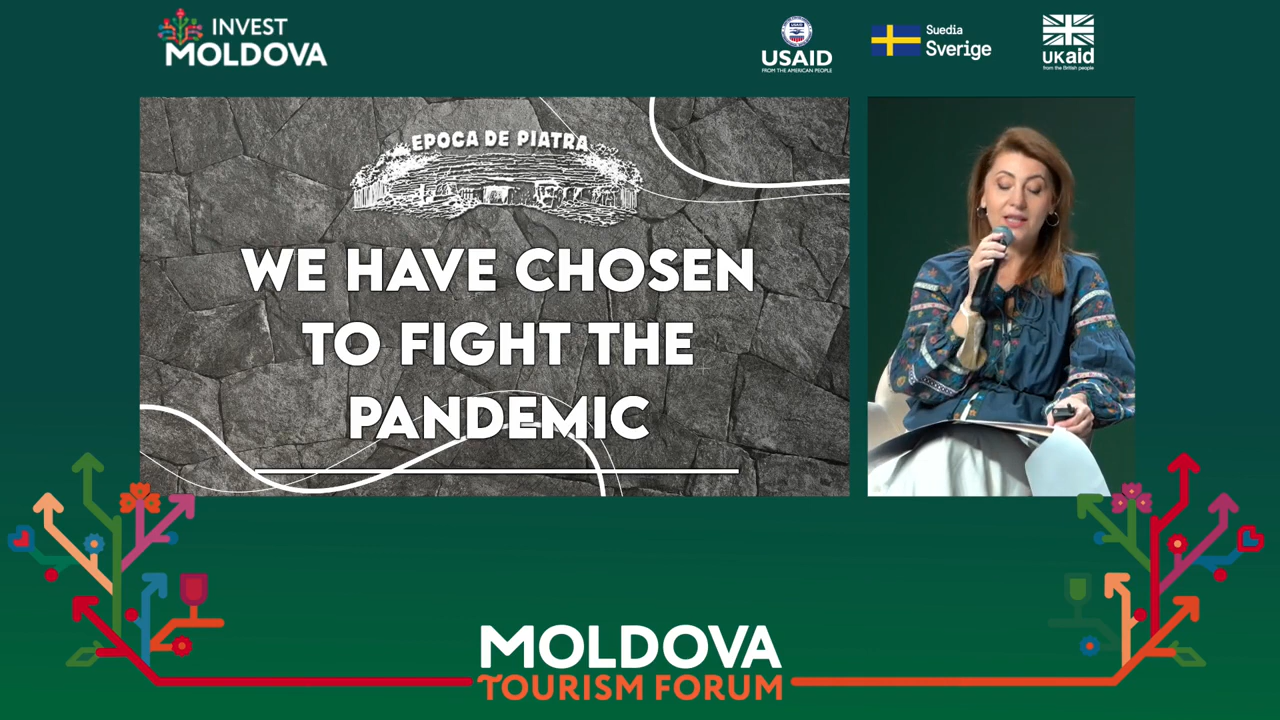 INVEST
MOLDOVA
USAID
FROM THE AMERICAN PEOPLE
Suedia
Sverige
UKaid
from the British people
EPOCA DE PIATRA
WE HAVE CHOSEN
TO FIGHT THE
PANDEMIC
MOLDOVA
TOURISM FORUM